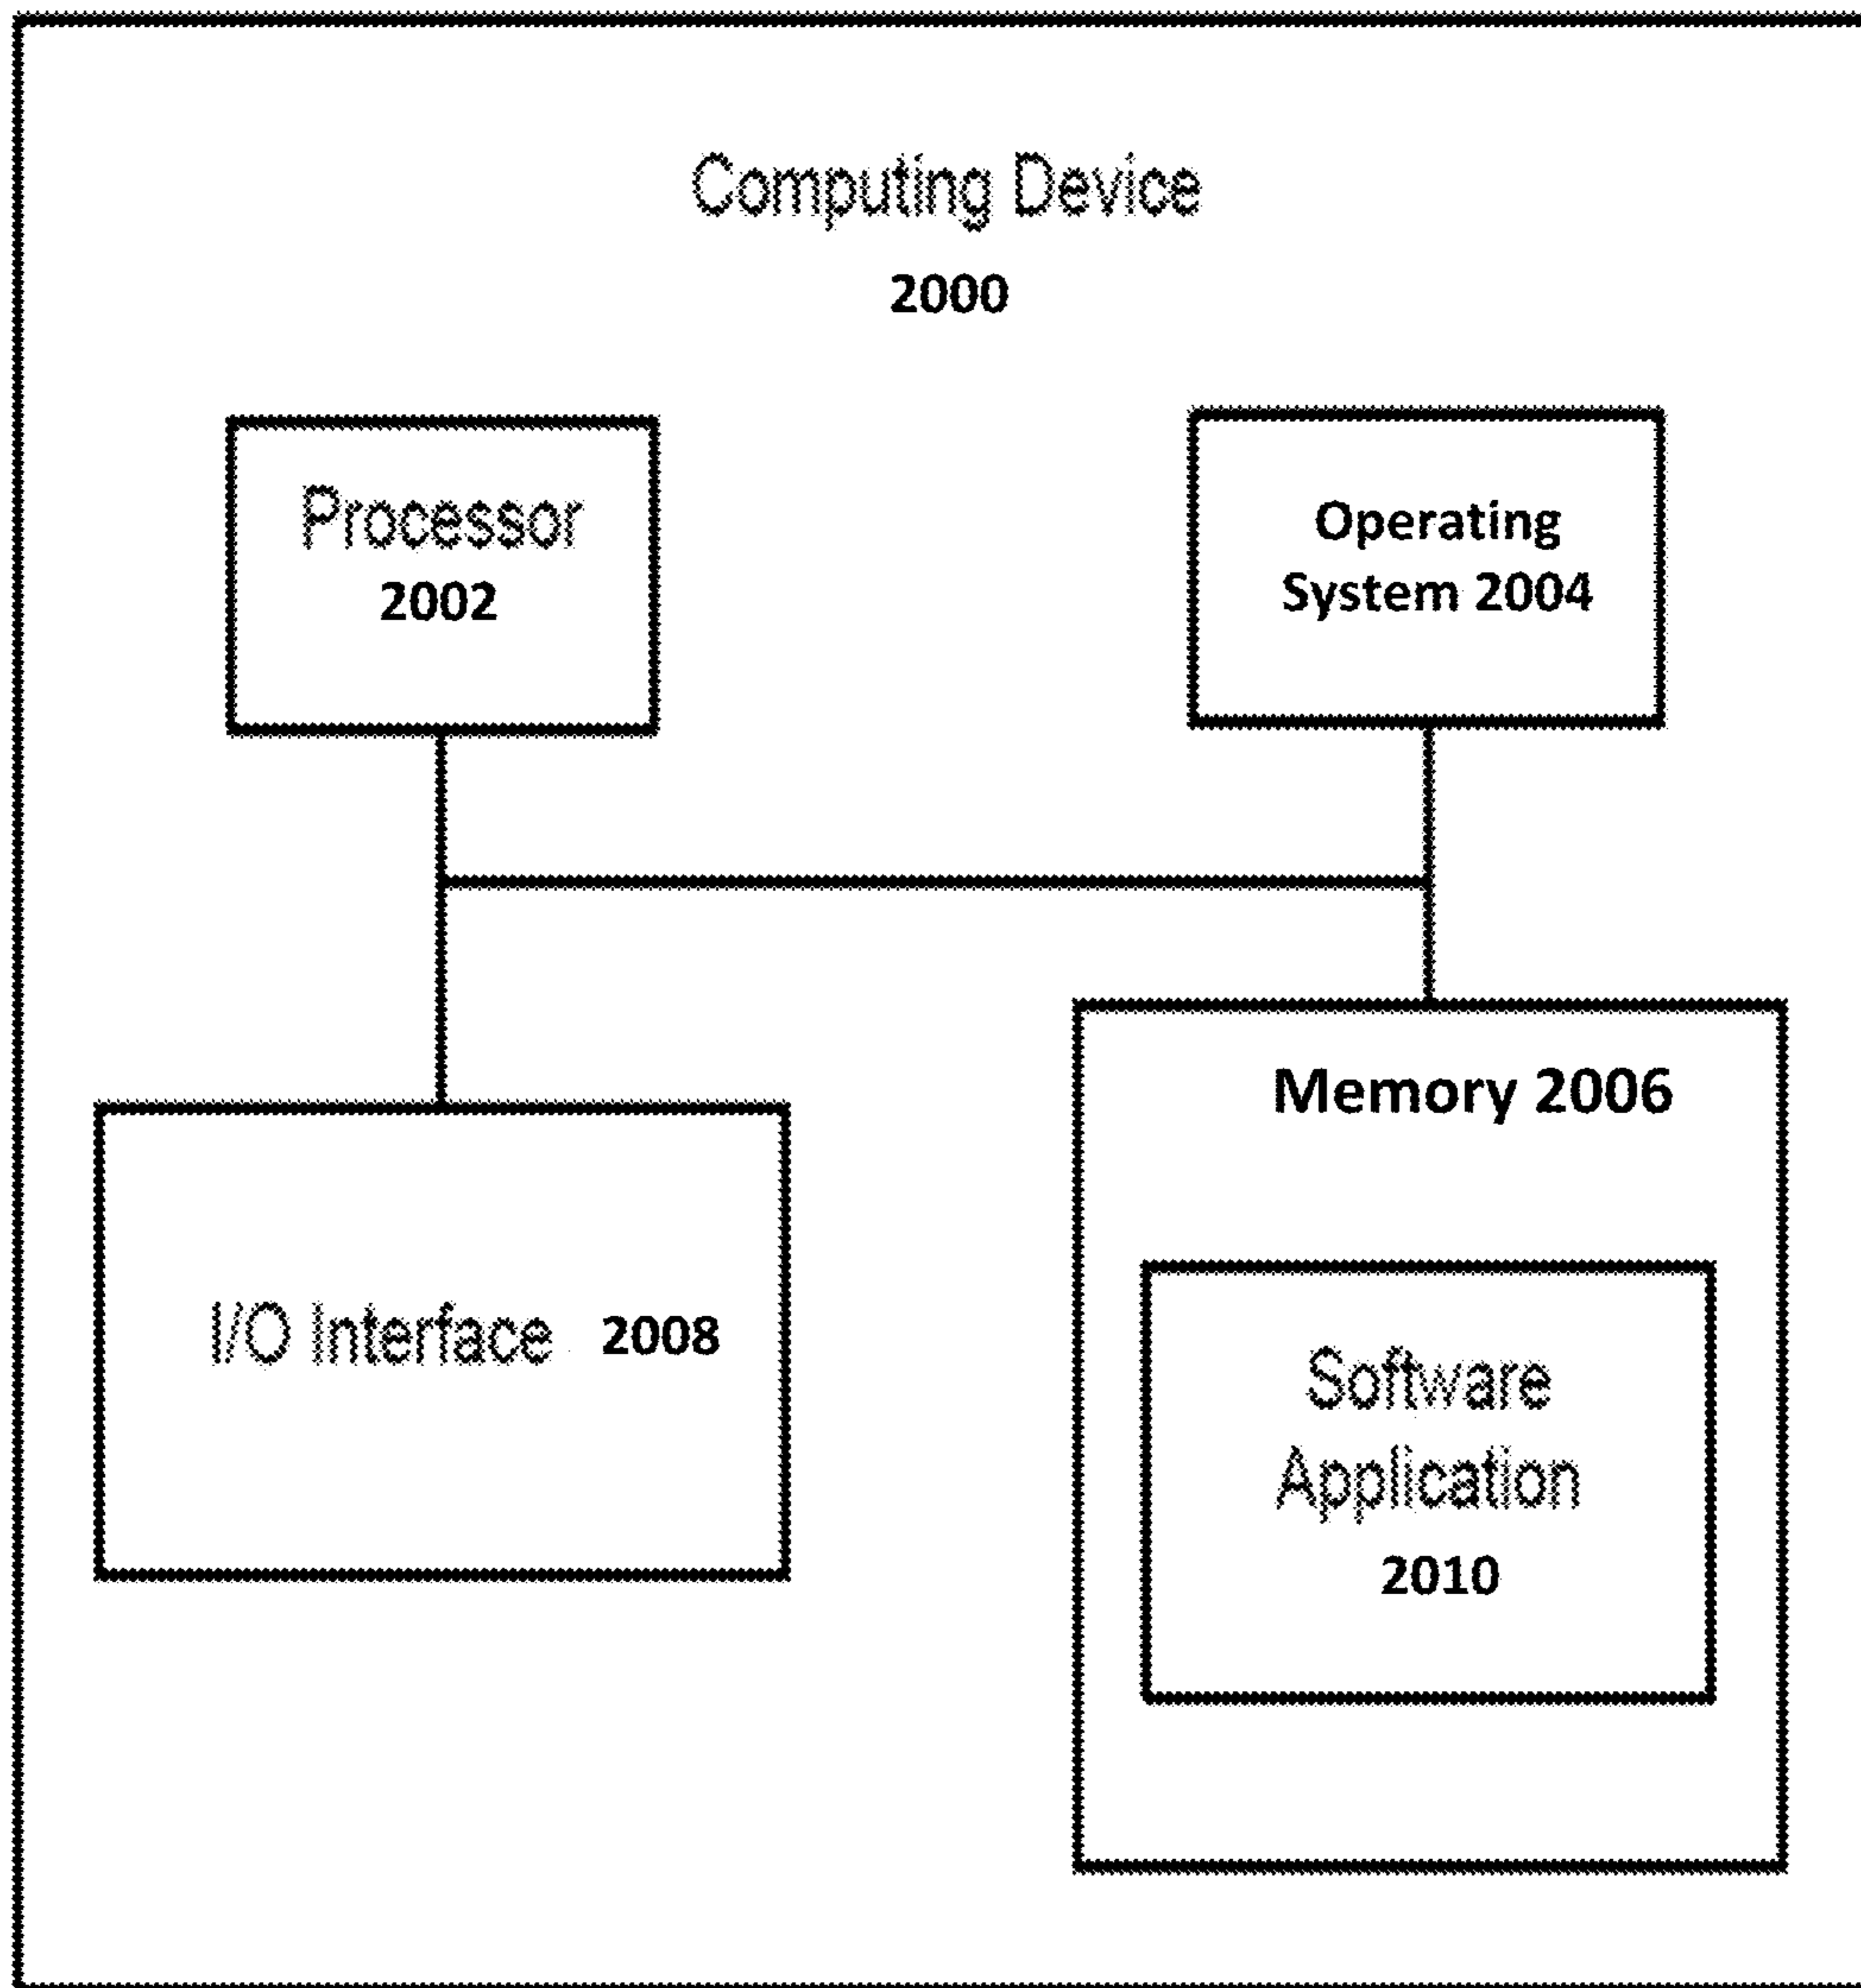 Computing Device
2000
Processor
2002
Operating
System 2004
Memory 2006
I/O Interface 2008
Software
Application
2010